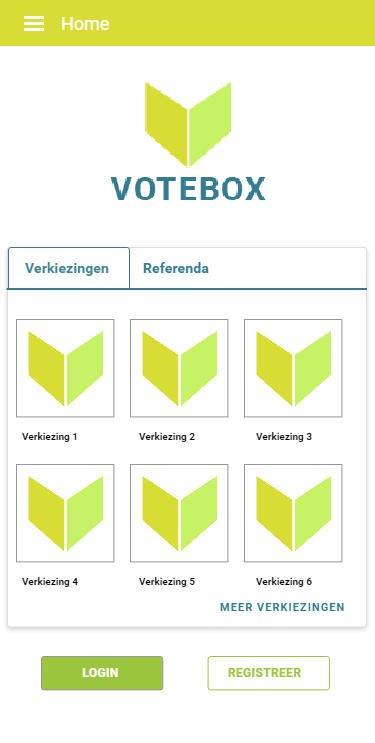 Home
VOTEBOX
Verkiezingen Referenda
Verkiezing 1 Verkiezing 2 Verkiezing 3
Verkiezing 4 Verkiezing 5 Verkiezing 6
MEER VERKIEZINGEN
LOGIN REGISTREER